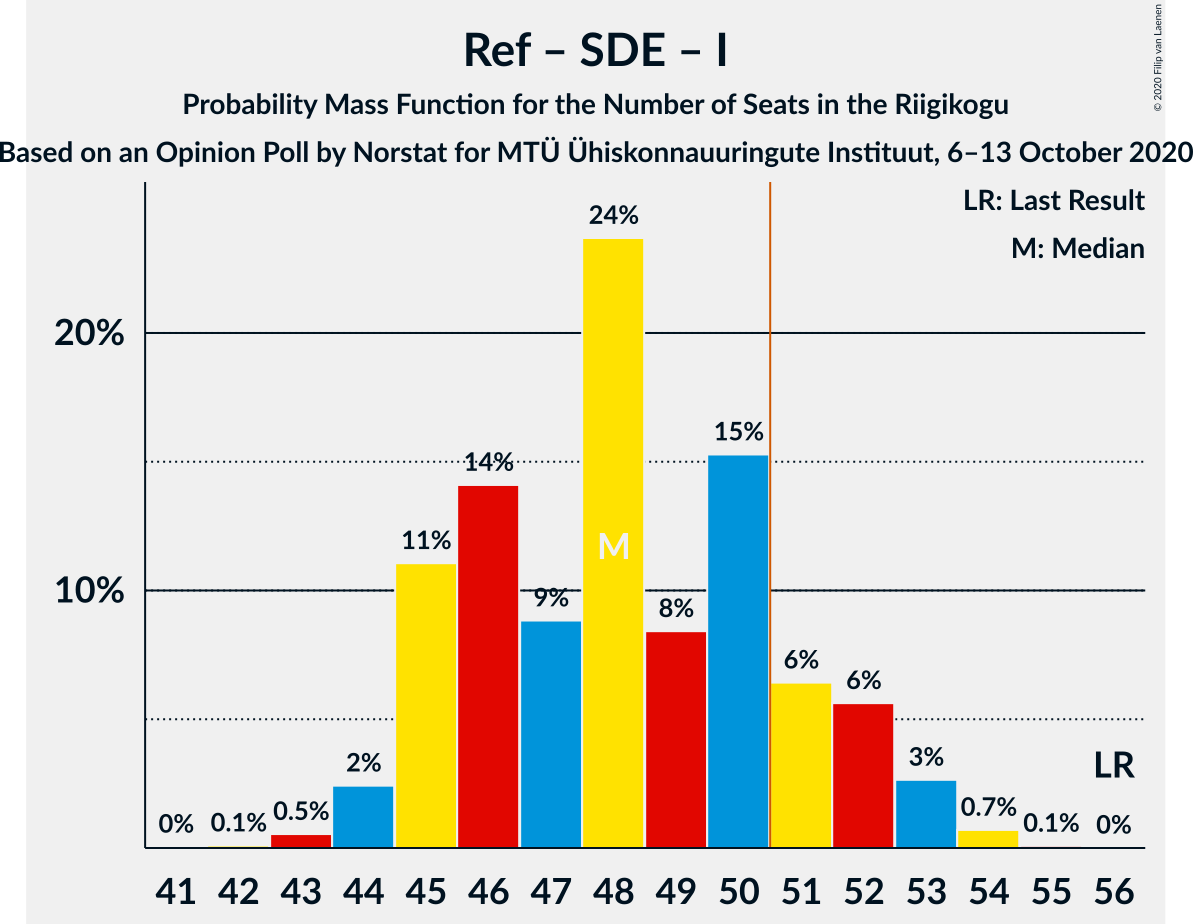 Ref – SDE – I
Probability Mass Function for the Number of Seats in the Riigikogu
Based on an Opinion Poll by Norstat for MTÜ Ühiskonnauuringute Instituut, 6–13 October 2020
© 2020 Filip van Laenen
LR: Last Result
M: Median
20%
10%
0% 0.1% 0.5% 2% 11% 14% 9% 24% 8% 15% 6% 6% 3% 0.7% 0.1% 0%
M
LR
41 42 43 44 45 46 47 48 49 50 51 52 53 54 55 56